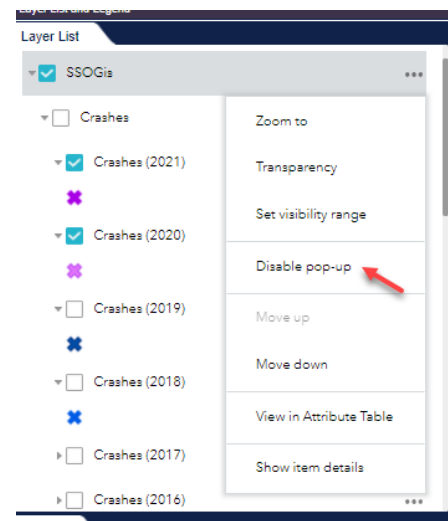 Layer List and Legend
Layer List
SSOGis
Crashes
Crashes (2021)
Crashes (2020)
Crashes (2019)
Crashes (2018)
Crashes (2017)
Crashes (2016)
Zoom to
Transparency
Set visibility range
Disable pop-up
Move up
Move down
View in Attribute Table
Show item details